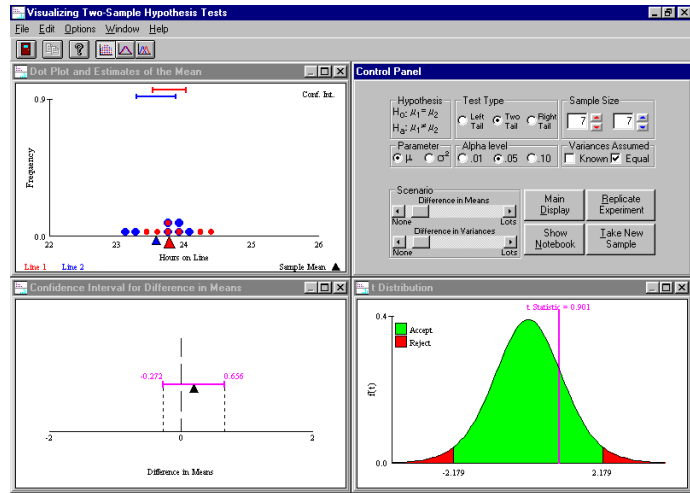 Visualizing Two-Sample Hypothesis Tests
File Edit Options Window Help
Dot Plot and Estimates of the Mean
Conf. Int.
0.9
Frequency
0.0
22 23 24 25 26
Hours on Line
Line 1 Line 2 Sample Mean
Control Panel
Hypothesis
H₀: μ₁ = μ₂
Hₐ: μ₁ ≠ μ₂
Test Type
Left Tail
Two Tail
Right Tail
Sample Size
7 7
Parameter
μ σ²
Alpha level
.01 .05 .10
Variances Assumed
Known Equal
Scenario
Difference in Means
None Lots
Difference in Variances
None Lots
Main Display
Replicate Experiment
Show Notebook
Take New Sample
Confidence Interval for Difference in Means
-0.272 0.656
-2 0 2
Difference in Means
t Distribution
t Statistic = 0.901
0.4
Accept
Reject
f(t)
0.0
-2.179 2.179